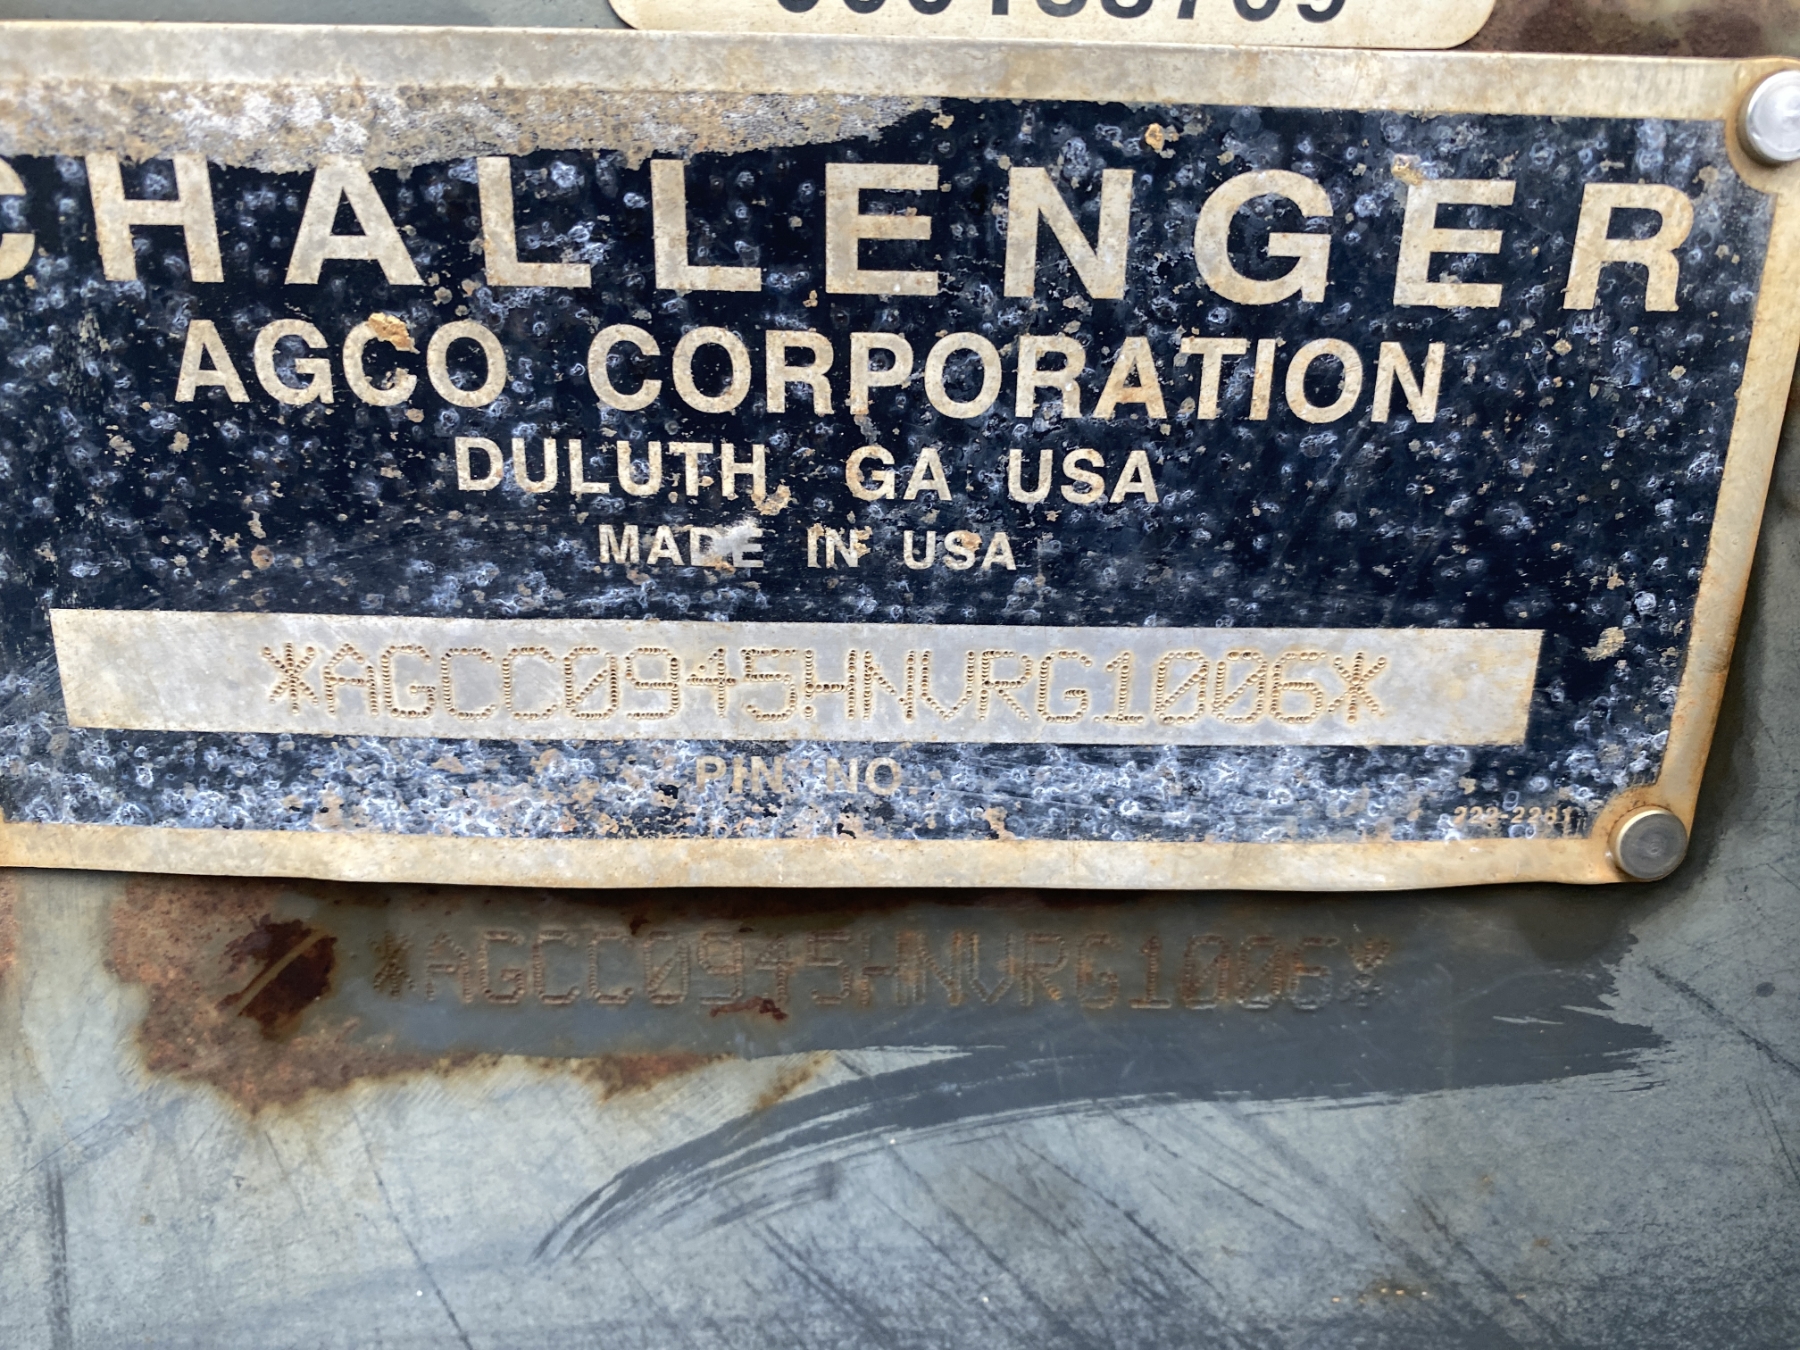 CHALLENGER
AGCO CORPORATION
DULUTH, GA USA
MADE IN USA
*AGCC0945HNVRG1006*
PIN NO.
*AGCC0945HNVRG1006*